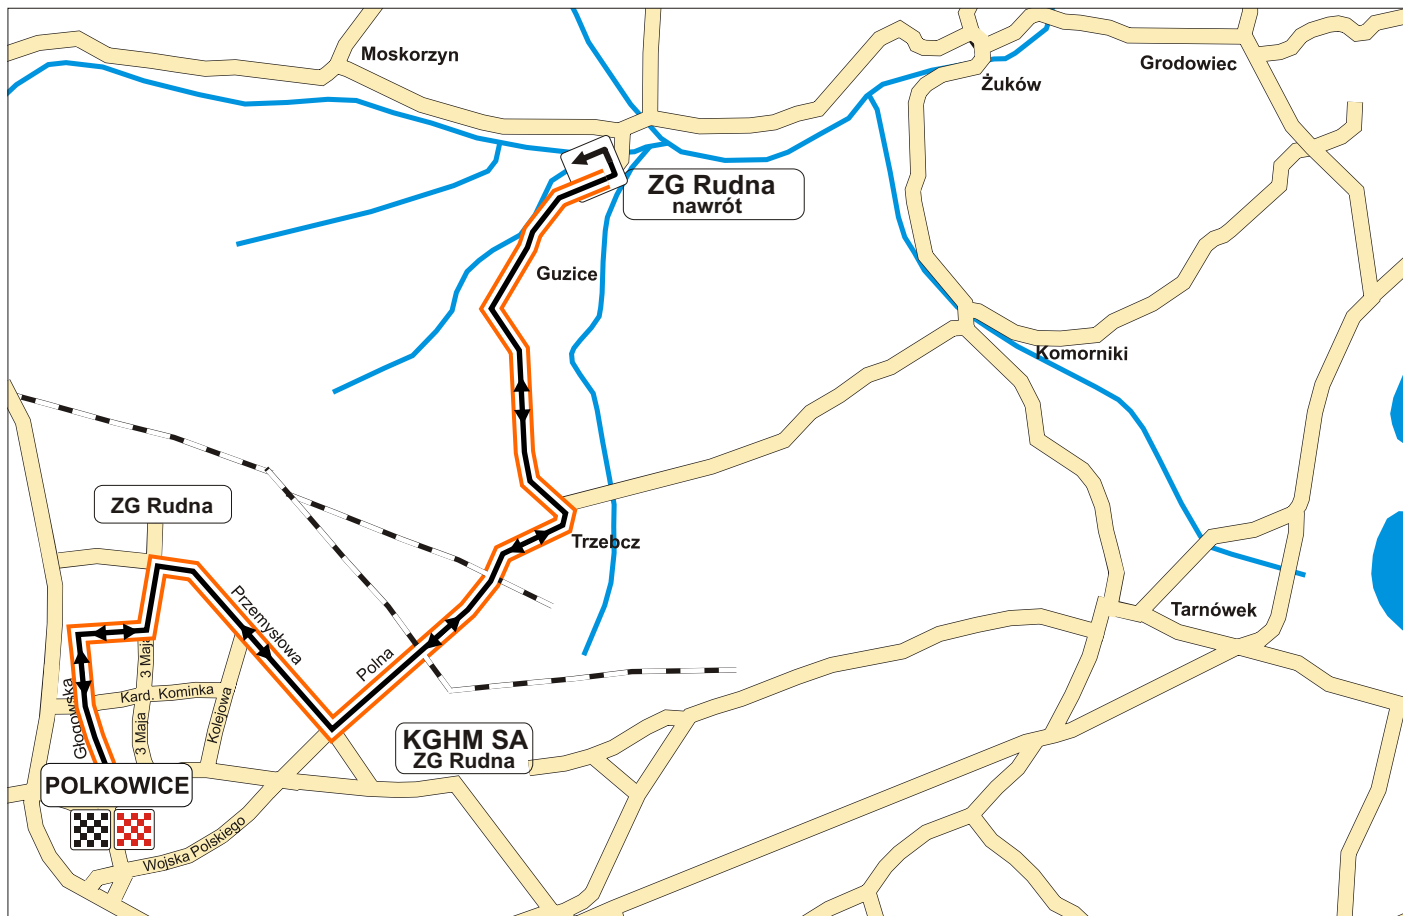 Moskorzyn
Grodowiec
Żuków
ZG Rudna
nawrót
Guzice
Komorniki
ZG Rudna
Trzebcz
Przemysłowa
Tarnówek
3 Maja
Polna
Głogowska
Kard. Kominka
Kolejowa
3 Maja
KGHM SA
ZG Rudna
POLKOWICE
Wojska Polskiego